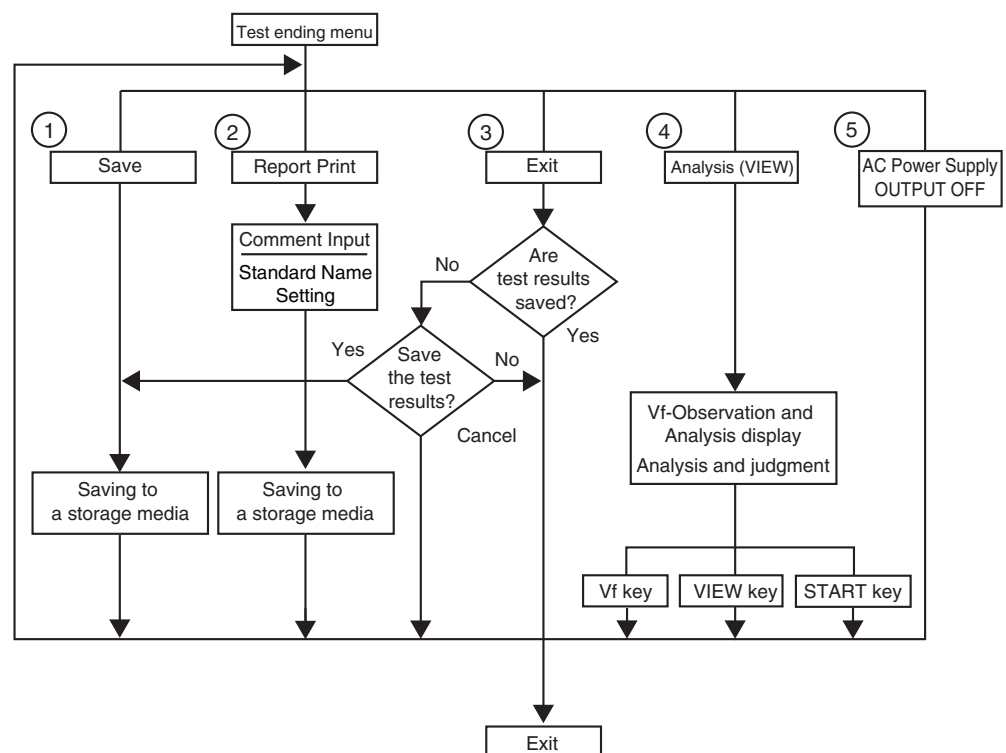 Test ending menu
1
Save
2
Report Print
3
Exit
4
Analysis (VIEW)
5
AC Power Supply
OUTPUT OFF
Comment Input
Standard Name
Setting
Are
test results
saved?
No
Yes
Save
the test
results?
Yes
No
Cancel
Vf-Observation and
Analysis display
Analysis and judgment
Saving to
a storage media
Saving to
a storage media
Vf key
VIEW key
START key
Exit